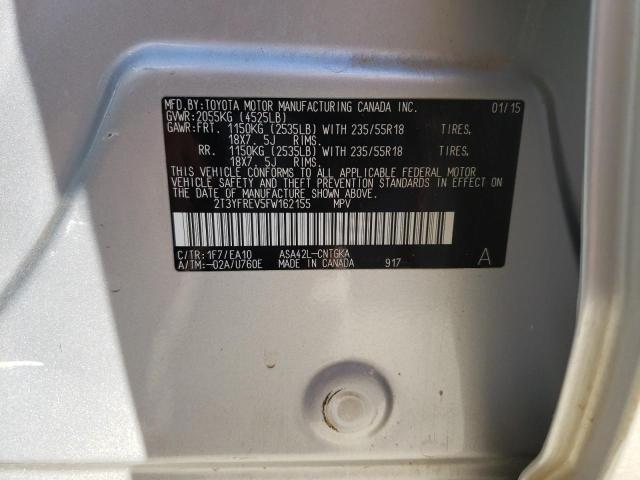 MFD.BY:TOYOTA MOTOR MANUFACTURING CANADA INC. 01/15
GVWR:2055KG (4525LB)
GAWR:FRT. 1150KG (2535LB) WITH 235/55R18 TIRES,
18X7.5J RIMS.
RR. 1150KG (2535LB) WITH 235/55R18 TIRES,
18X7.5J RIMS.
THIS VEHICLE CONFORMS TO ALL APPLICABLE FEDERAL MOTOR
VEHICLE SAFETY STANDARDS IN EFFECT ON
THE DATE OF MANUFACTURE SHOWN ABOVE.
2T3YFREV5FW162155 MPV
C/TR:1F7/EA10 ASA42L-CNTGKA
A/TM:-02A/U760E MADE IN CANADA 917 A